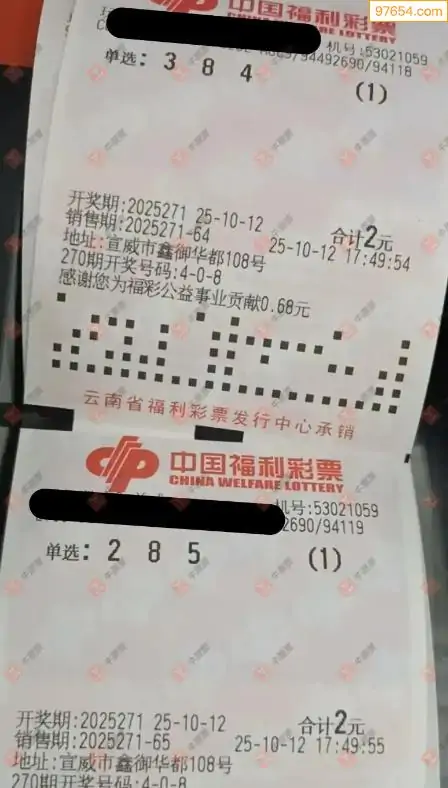 97654.com
中国福利彩票
CHINA WELFARE LOTTERY
机号:53021059
94492690/94118
单选: 3 8 4
(1)
开奖期:2025271 25-10-12
合计2元
销售期:2025271-64
25-10-12 17:49:54
地址:宣威市鑫御华都108号
270期开奖号码:4-0-8
感谢您为福彩公益事业贡献0.68元
云南省福利彩票发行中心承销
中国福利彩票
CHINA WELFARE LOTTERY
机号:53021059
2690/94119
单选: 2 8 5
(1)
开奖期:2025271 25-10-12
合计2元
销售期:2025271-65
25-10-12 17:49:55
地址:宣威市鑫御华都108号
270期开奖号码:4-0-8